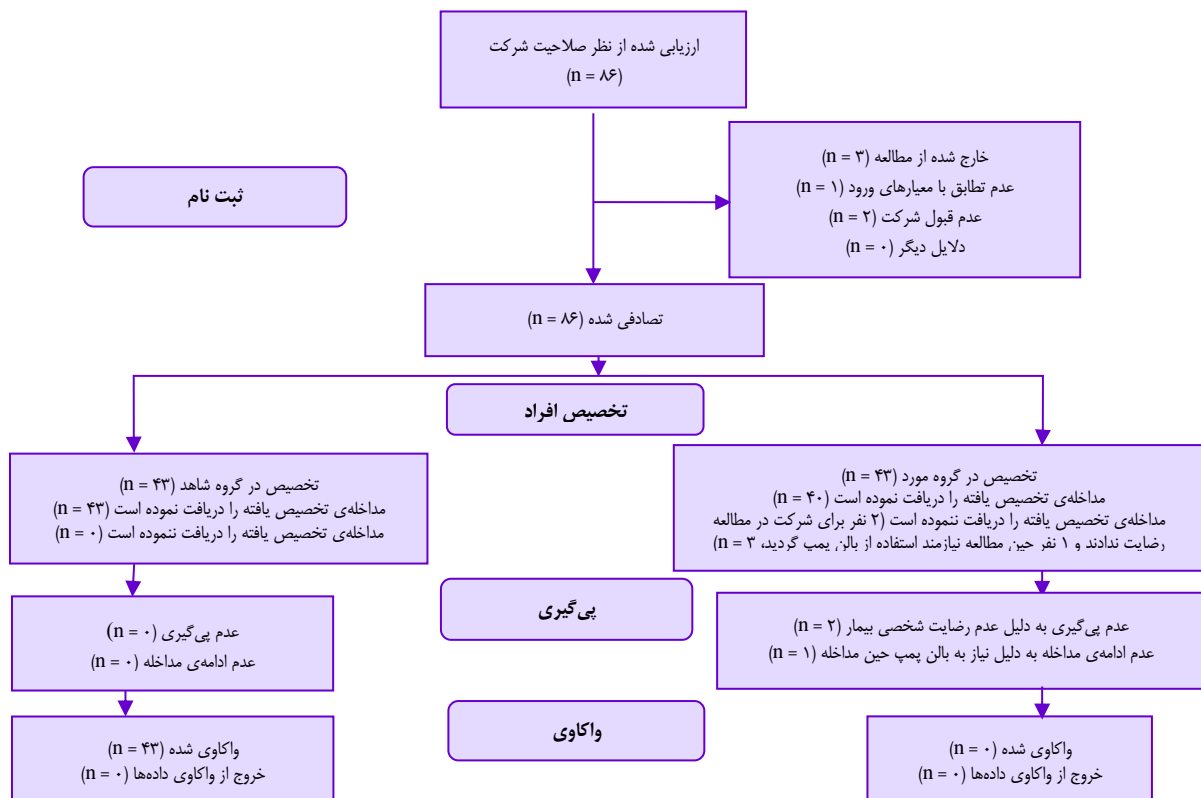 ارزیابی شده از نظر صلاحیت شرکت
(n = ۸۶)
خارج شده از مطالعه (n = ۳)
عدم تطابق با معیارهای ورود (n = ۱)
عدم قبول شرکت (n = ۲)
دلایل دیگر (n = ۰)
ثبت نام
تصادفی شده (n = ۸۶)
تخصیص افراد
تخصیص در گروه مورد (n = ۴۳)
مداخله‌ی تخصیص یافته را دریافت نموده است (n = ۴۰)
مداخله‌ی تخصیص یافته را دریافت ننموده است (۲ نفر برای شرکت در مطالعه
رضایت ندادند و ۱ نفر حین مطالعه نیازمند استفاده از بالن پمپ گردید، n = ۳)
تخصیص در گروه شاهد (n = ۴۳)
مداخله‌ی تخصیص یافته را دریافت نموده است (n = ۴۳)
مداخله‌ی تخصیص یافته را دریافت ننموده است (n = ۰)
پی‌گیری
عدم پی‌گیری به دلیل عدم رضایت شخصی بیمار (n = ۲)
عدم ادامه‌ی مداخله به دلیل نیاز به بالن پمپ حین مداخله (n = ۱)
عدم پی‌گیری (n = ۰)
عدم ادامه‌ی مداخله (n = ۰)
واکاوی
واکاوی شده (n = ۰)
خروج از واکاوی داده‌ها (n = ۰)
واکاوی شده (n = ۴۳)
خروج از واکاوی داده‌ها (n = ۰)